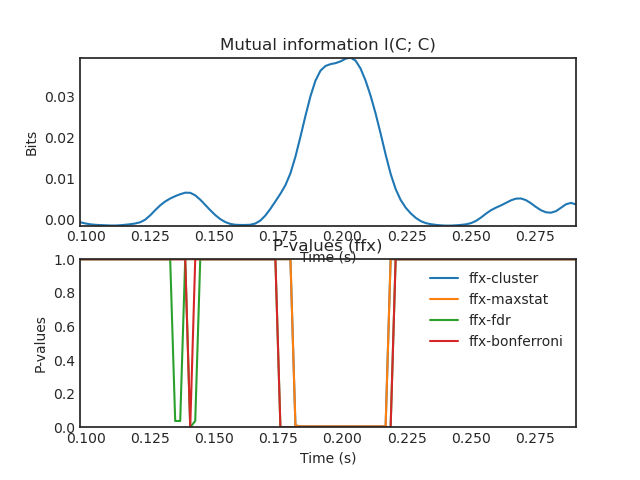 Mutual information I(C; C)
Bits
0.03
0.02
0.01
0.00
0.100 0.125 0.150 0.175 0.200 0.225 0.250 0.275
Time (s)
P-values (ffx)
P-values
1.0
0.8
0.6
0.4
0.2
0.0
ffx-cluster
ffx-maxstat
ffx-fdr
ffx-bonferroni
0.100 0.125 0.150 0.175 0.200 0.225 0.250 0.275
Time (s)